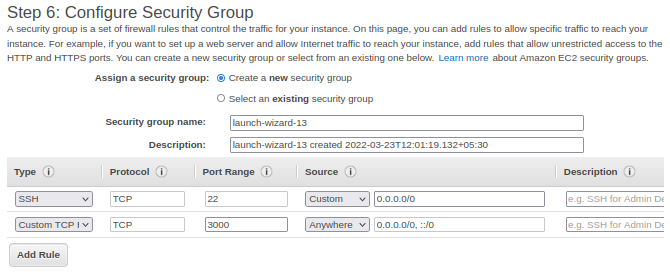 Step 6: Configure Security Group
A security group is a set of firewall rules that control the traffic for your instance. On this page, you can add rules to allow specific traffic to reach your
instance. For example, if you want to set up a web server and allow Internet traffic to reach your instance, add rules that allow unrestricted access to the
HTTP and HTTPS ports. You can create a new security group or select from an existing one below. Learn more about Amazon EC2 security groups.
Assign a security group: Create a new security group
Select an existing security group
Security group name: launch-wizard-13
Description: launch-wizard-13 created 2022-03-23T12:01:19.132+05:30
Type i Protocol i Port Range i Source i Description i
SSH TCP 22 Custom 0.0.0.0/0 e.g. SSH for Admin De
Custom TCP TCP 3000 Anywhere 0.0.0.0/0, ::/0 e.g. SSH for Admin De
Add Rule